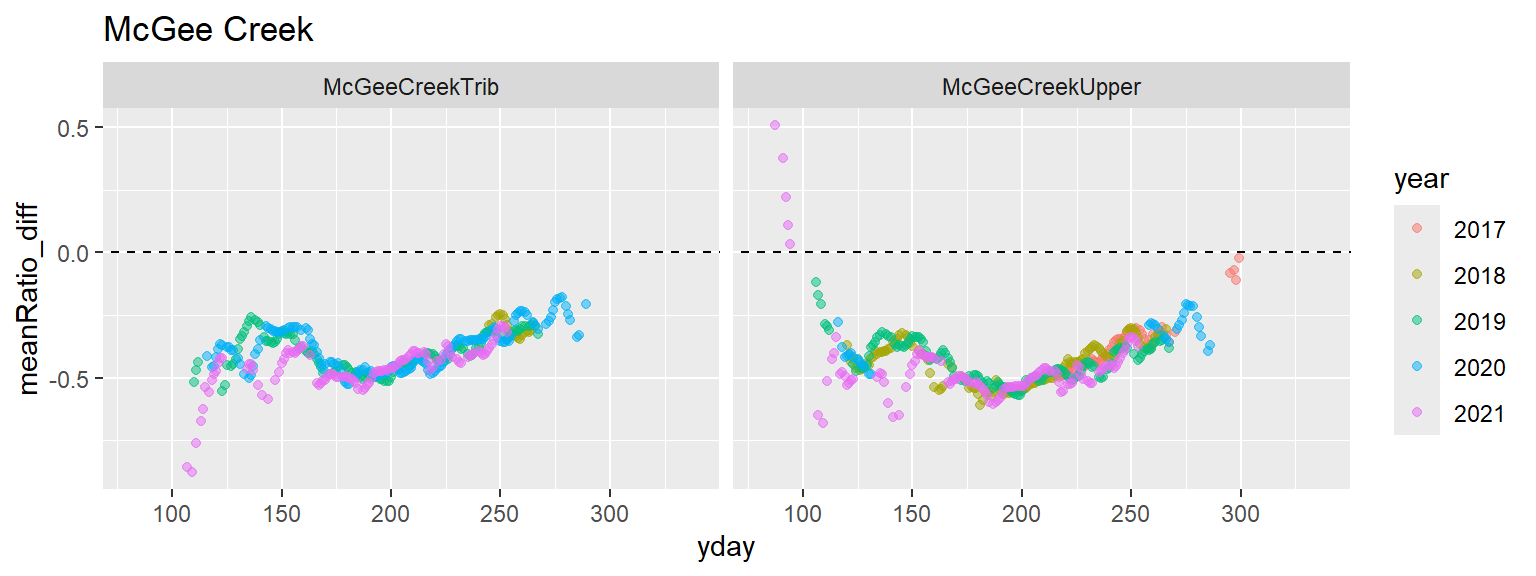 McGee Creek
McGeeCreekTrib McGeeCreekUpper
0.5
0.0
-0.5
meanRatio_diff
100 150 200 250 300 100 150 200 250 300
yday
year
2017
2018
2019
2020
2021